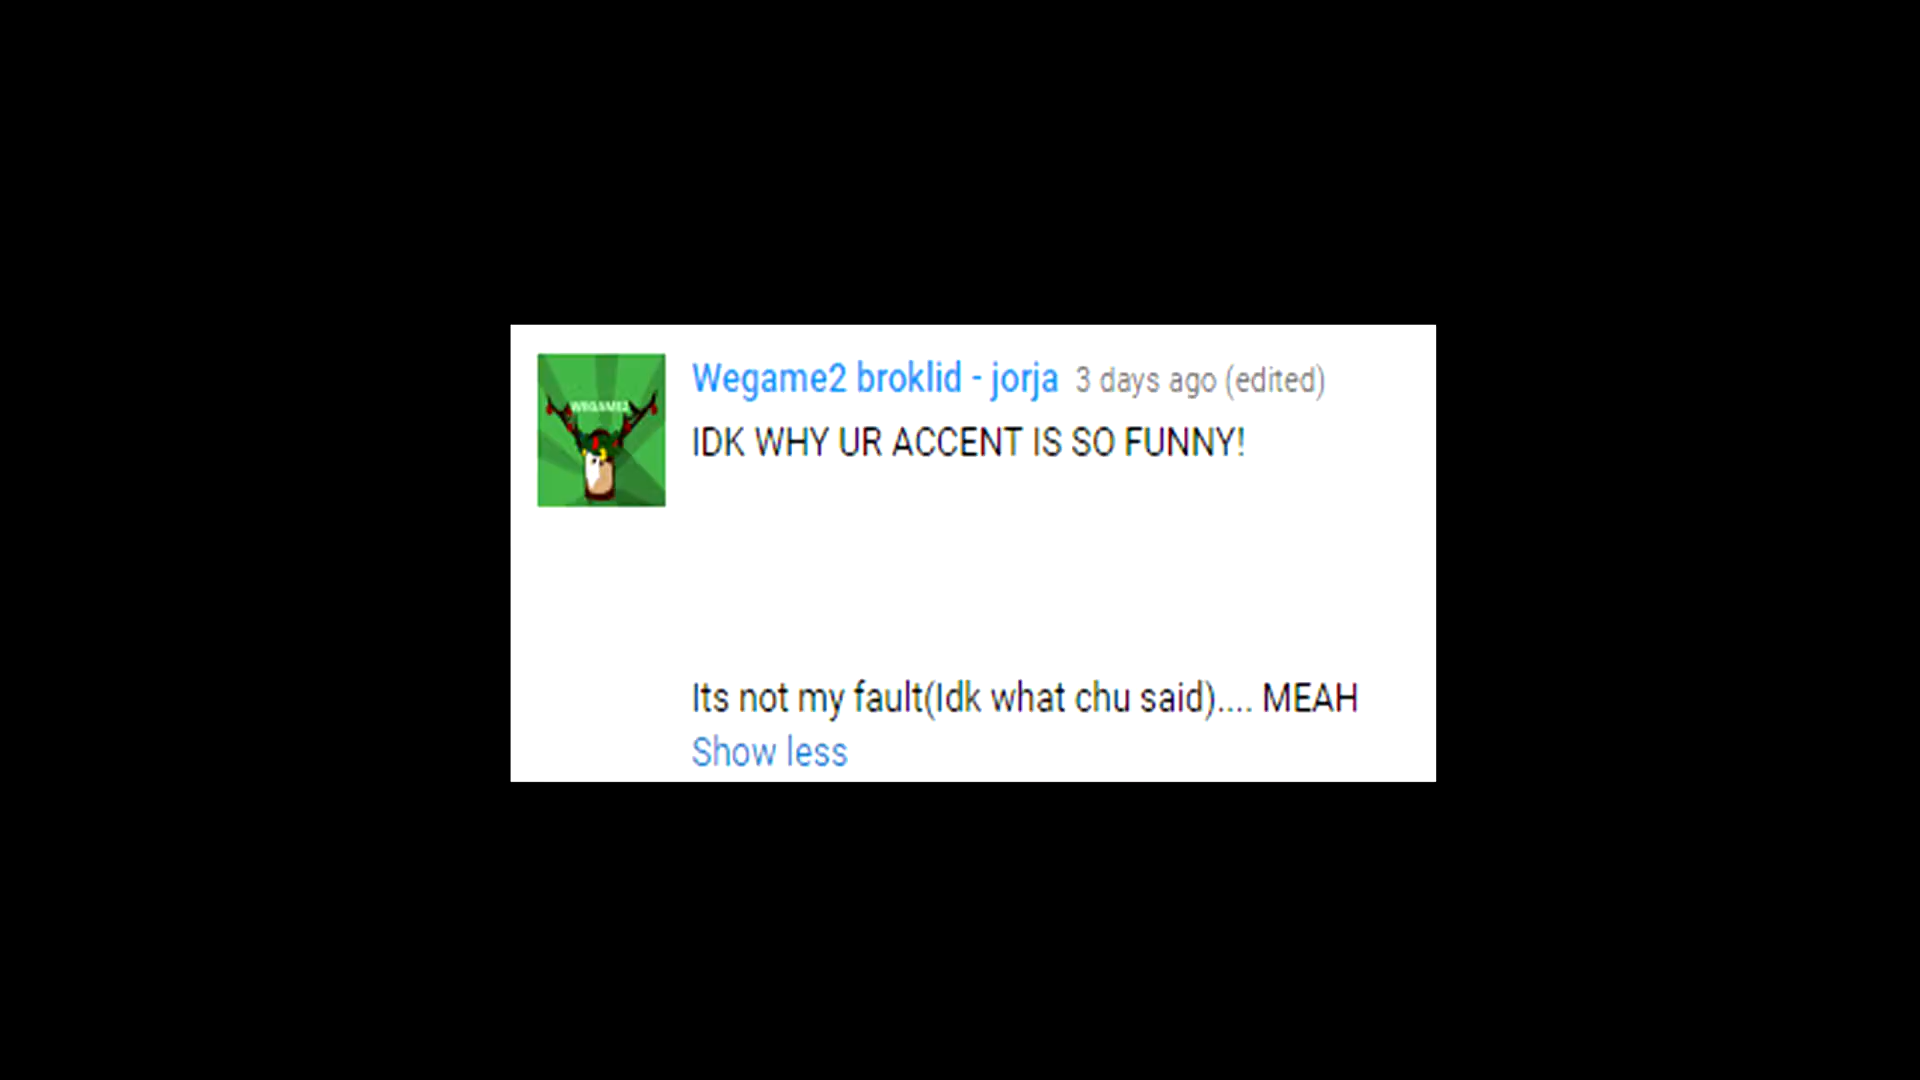 Wegame2 broklid - jorja 3 days ago (edited)
WEGAME2
IDK WHY UR ACCENT IS SO FUNNY!
Its not my fault(Idk what chu said).... MEAH
Show less